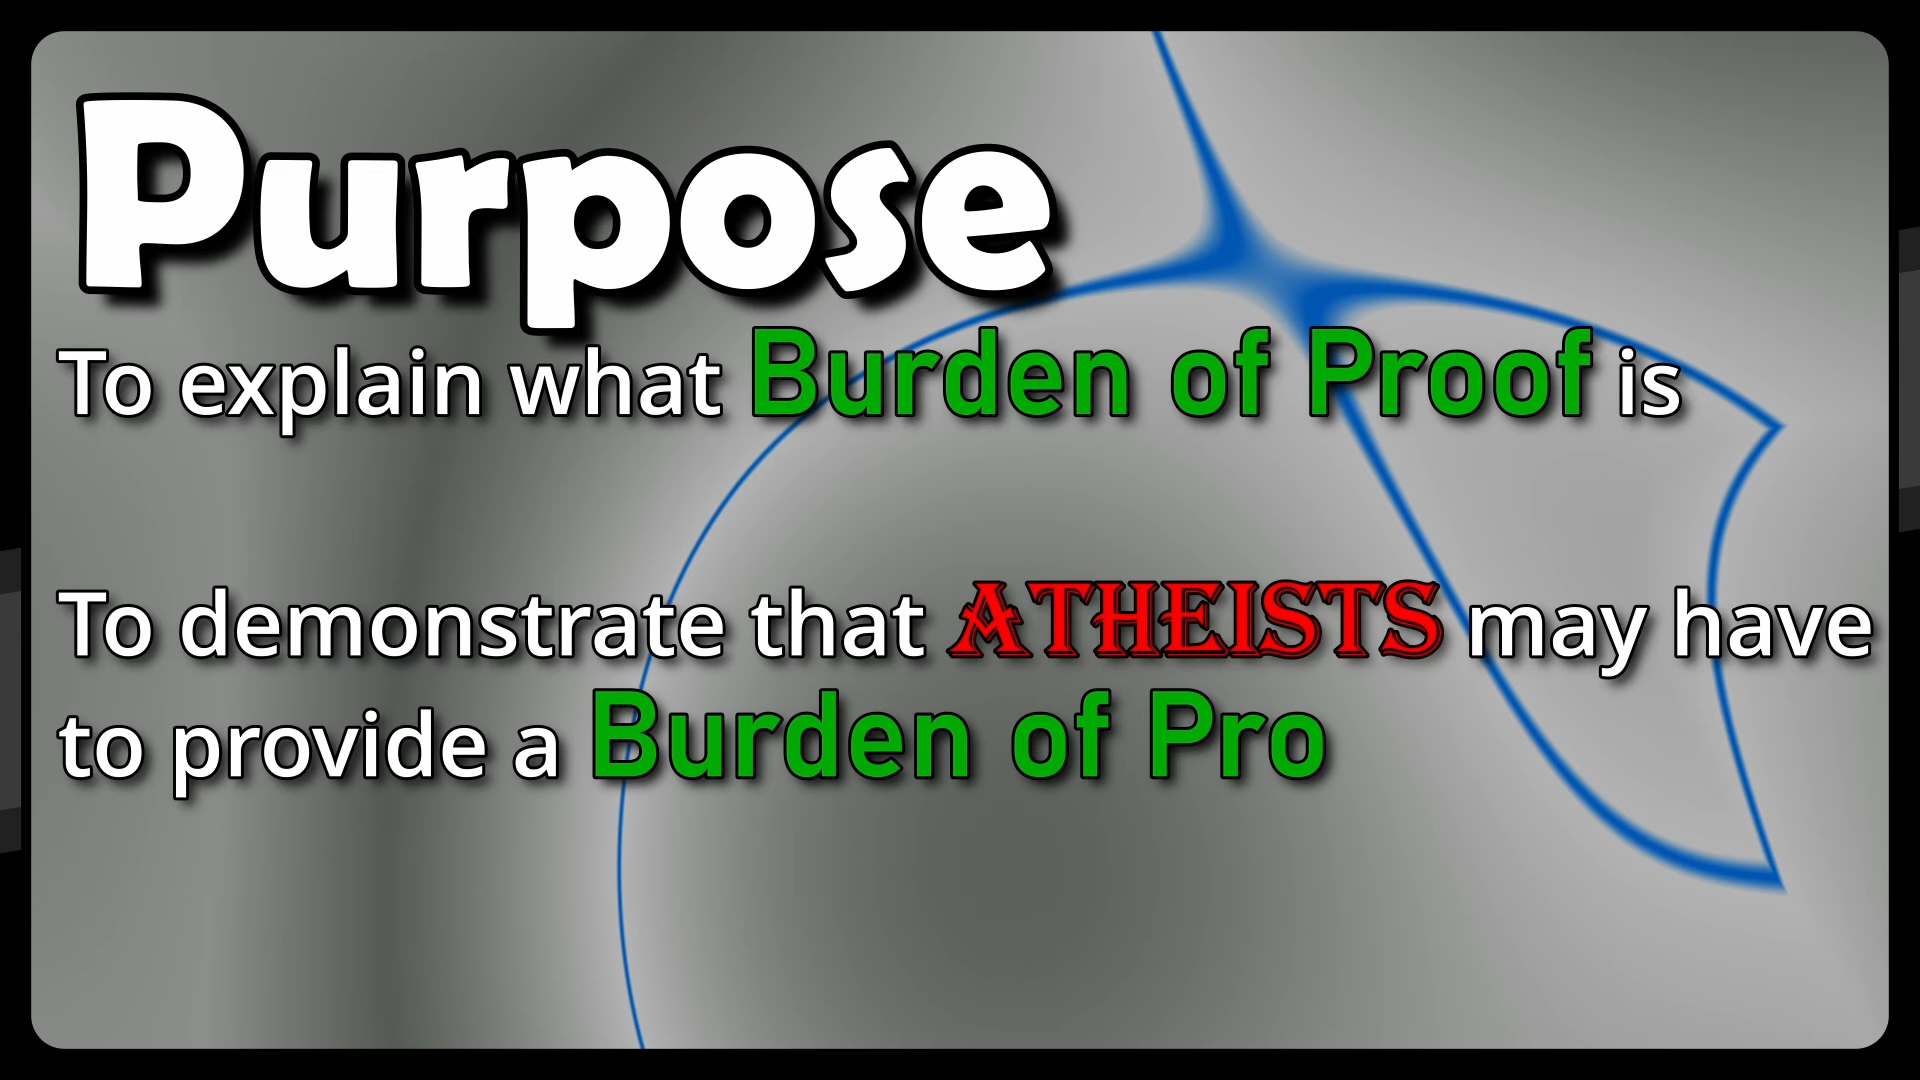 Purpose
To explain what Burden of Proof is
To demonstrate that ATHEISTS may have
to provide a Burden of Pro